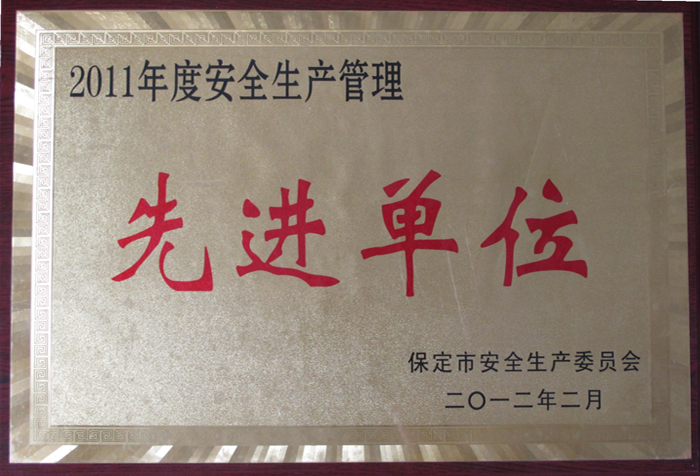 2011年度安全生产管理
先进单位
保定市安全生产委员会
二〇一二年二月